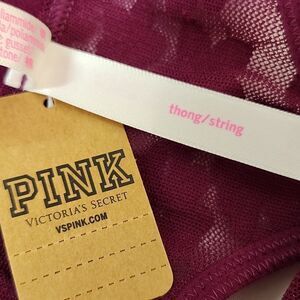 thong/string
PINK
VICTORIA'S SECRET
VSPINK.COM